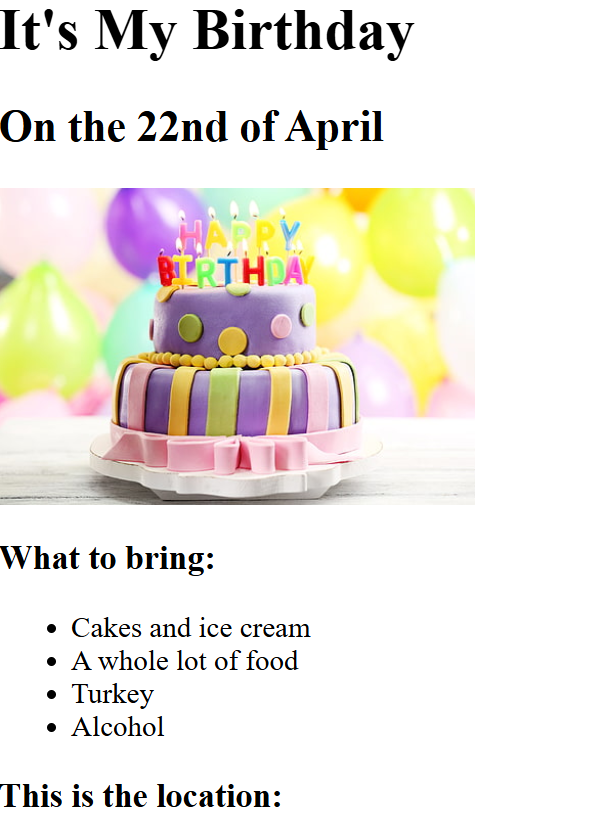 It's My Birthday
On the 22nd of April
HAPPY
BIRTHDAY
What to bring:
Cakes and ice cream
A whole lot of food
Turkey
Alcohol
This is the location: